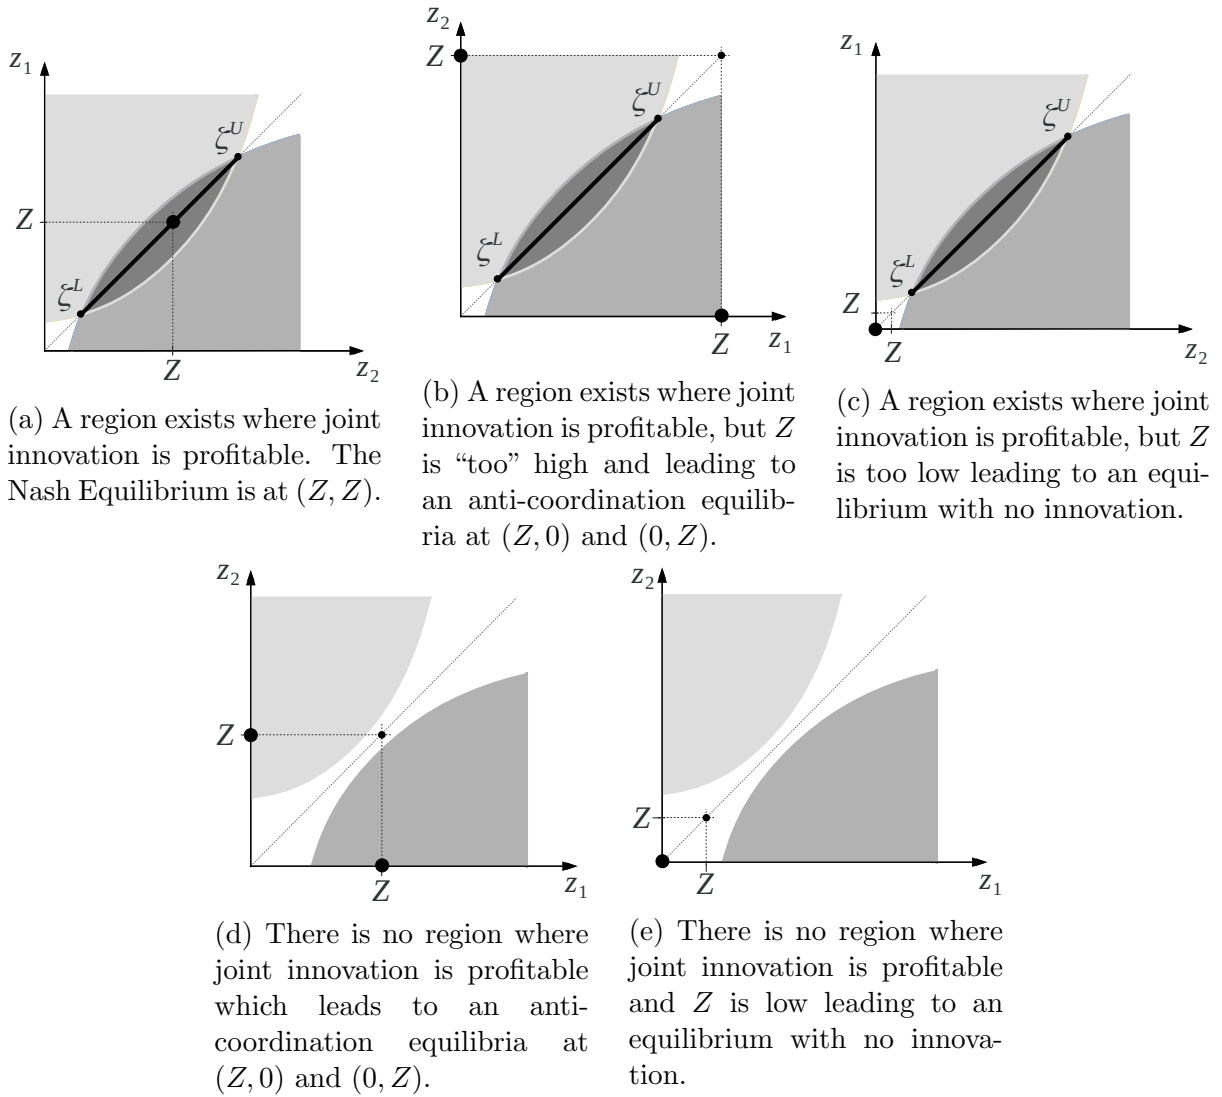 z1
ζU
Z
ζL
Z
z2
(a) A region exists where joint
innovation is profitable. The
Nash Equilibrium is at (Z, Z).
z2
Z
ζU
ζL
Z
z1
(b) A region exists where joint
innovation is profitable, but Z
is “too” high and leading to
an anti-coordination equilib-
ria at (Z, 0) and (0, Z).
z1
ζU
ζL
Z
Z
z2
(c) A region exists where joint
innovation is profitable, but Z
is too low leading to an equi-
librium with no innovation.
z2
Z
Z
z1
(d) There is no region where
joint innovation is profitable
which leads to an anti-
coordination equilibria at
(Z, 0) and (0, Z).
z2
Z
Z
z1
(e) There is no region where
joint innovation is profitable
and Z is low leading to an
equilibrium with no innova-
tion.